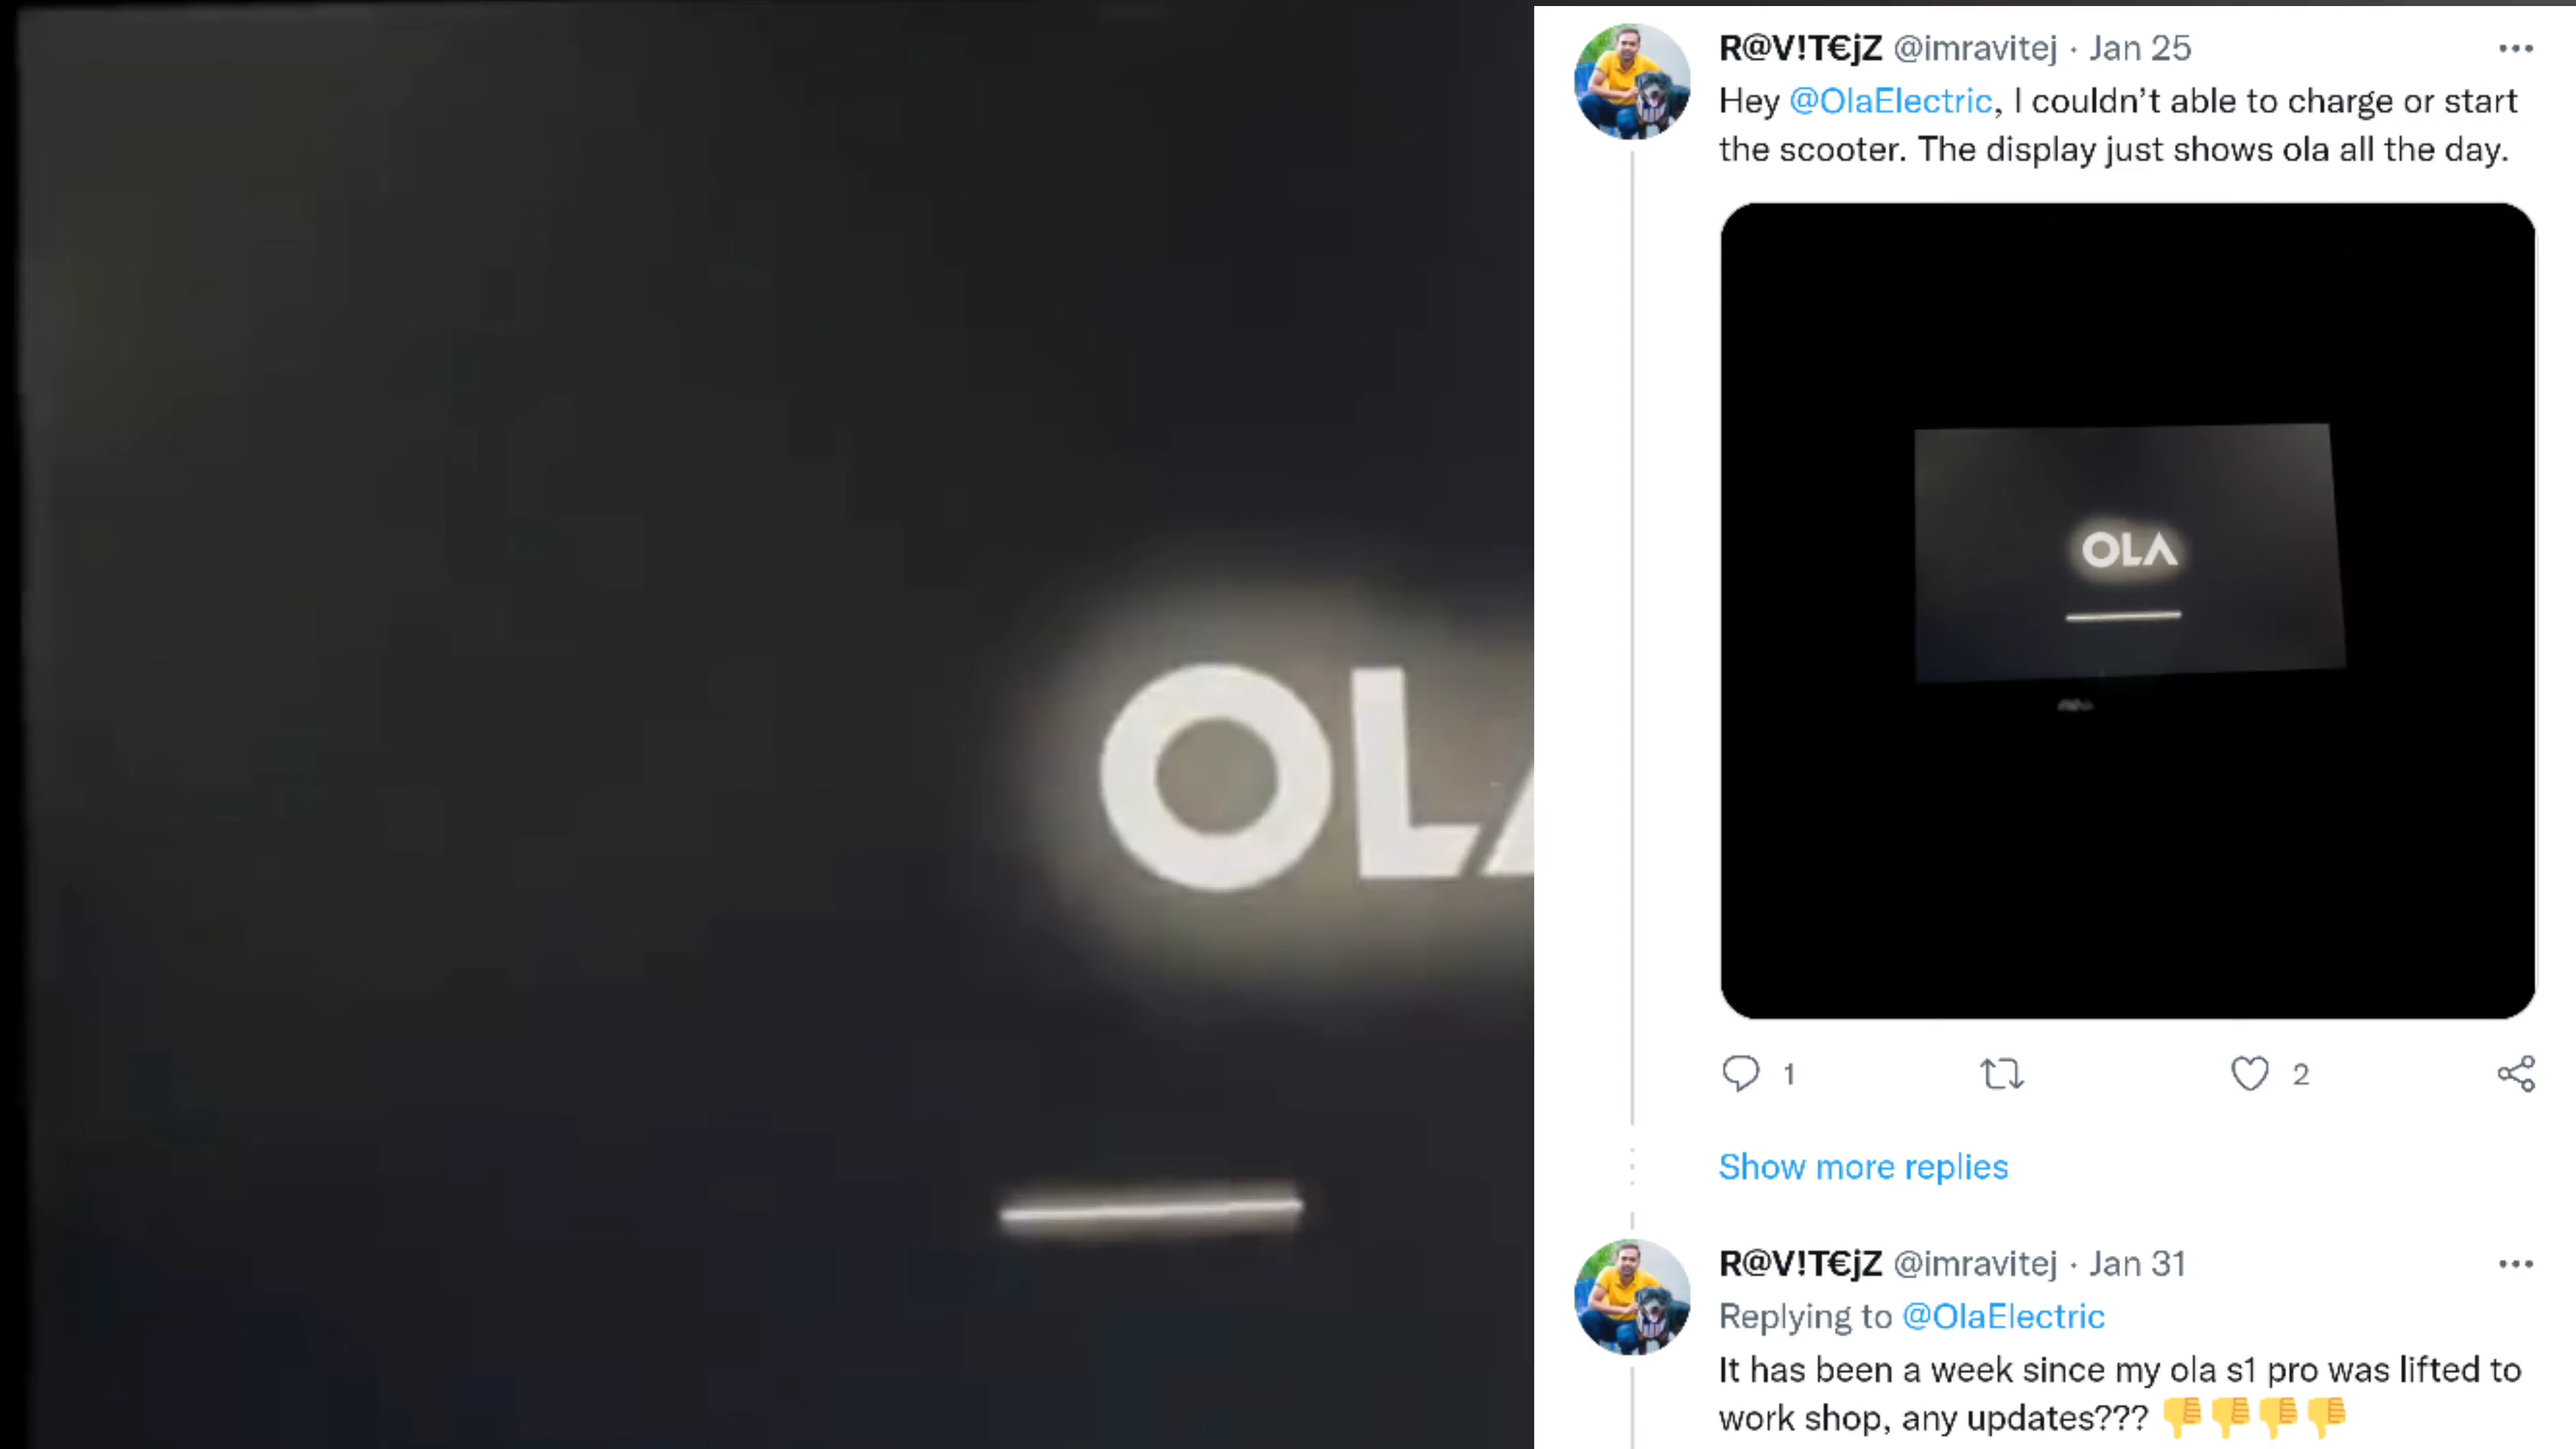 OLA
R@V!T€jZ @imravitej · Jan 25
Hey @OlaElectric, I couldn't able to charge or start
the scooter. The display just shows ola all the day.
OLA
1
2
Show more replies
R@V!T€jZ @imravitej · Jan 31
Replying to @OlaElectric
It has been a week since my ola s1 pro was lifted to
work shop, any updates??? 👎👎👎👎